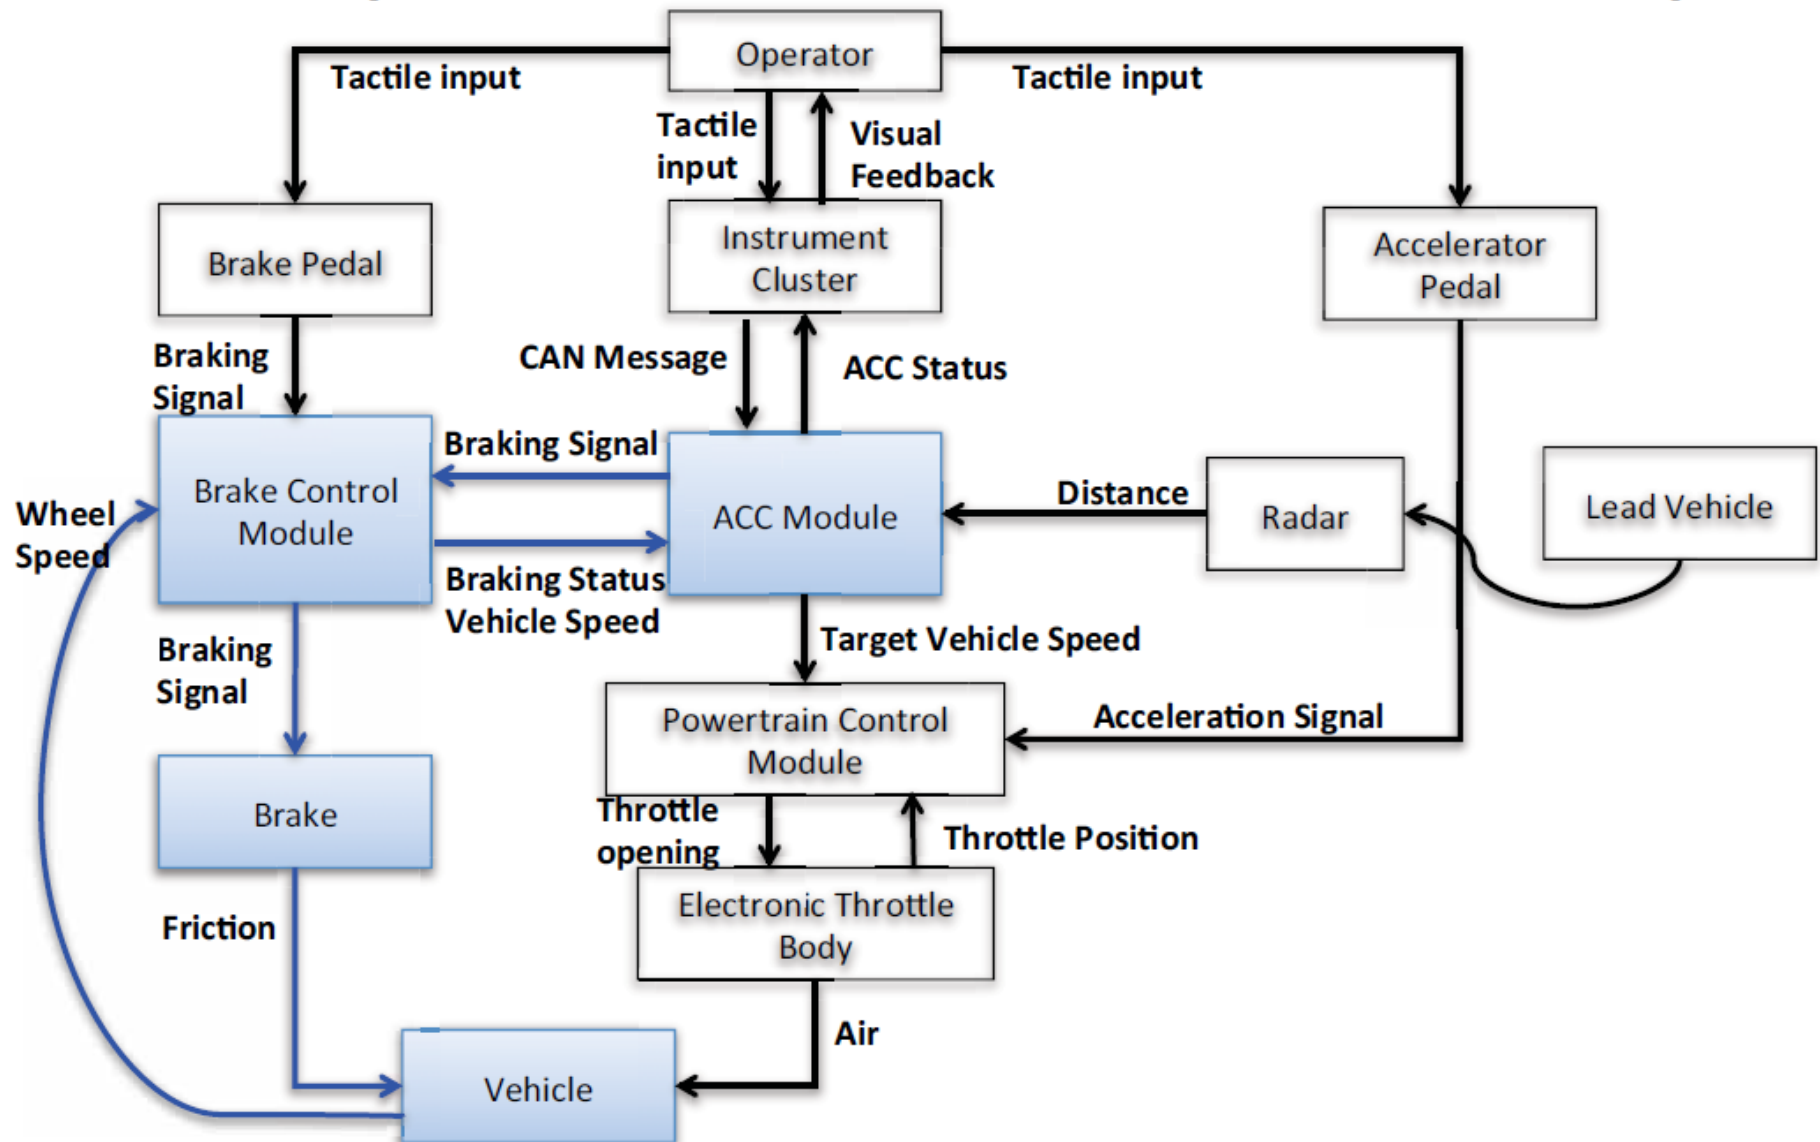 Operator
Tactile input
Tactile input
Tactile
input
Visual
Feedback
Brake Pedal
Instrument
Cluster
Accelerator
Pedal
Braking
Signal
CAN Message
ACC Status
Braking Signal
Brake Control
Module
ACC Module
Distance
Radar
Lead Vehicle
Wheel
Speed
Braking Status
Vehicle Speed
Braking
Signal
Target Vehicle Speed
Powertrain Control
Module
Acceleration Signal
Brake
Throttle
opening
Throttle Position
Electronic Throttle
Body
Friction
Air
Vehicle